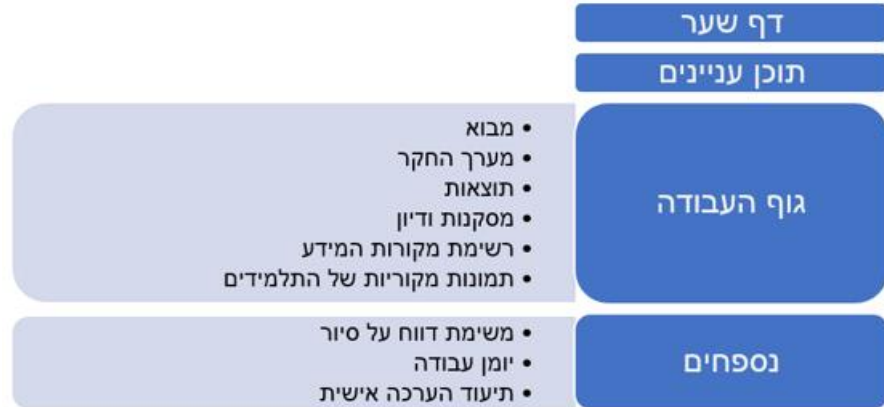 דף שער
תוכן עניינים
גוף העבודה
• מבוא
• מערך החקר
• תוצאות
• מסקנות ודיון
• רשימת מקורות המידע
• תמונות מקוריות של התלמידים
נספחים
• משימת דווח על סיור
• יומן עבודה
• תיעוד הערכה אישית